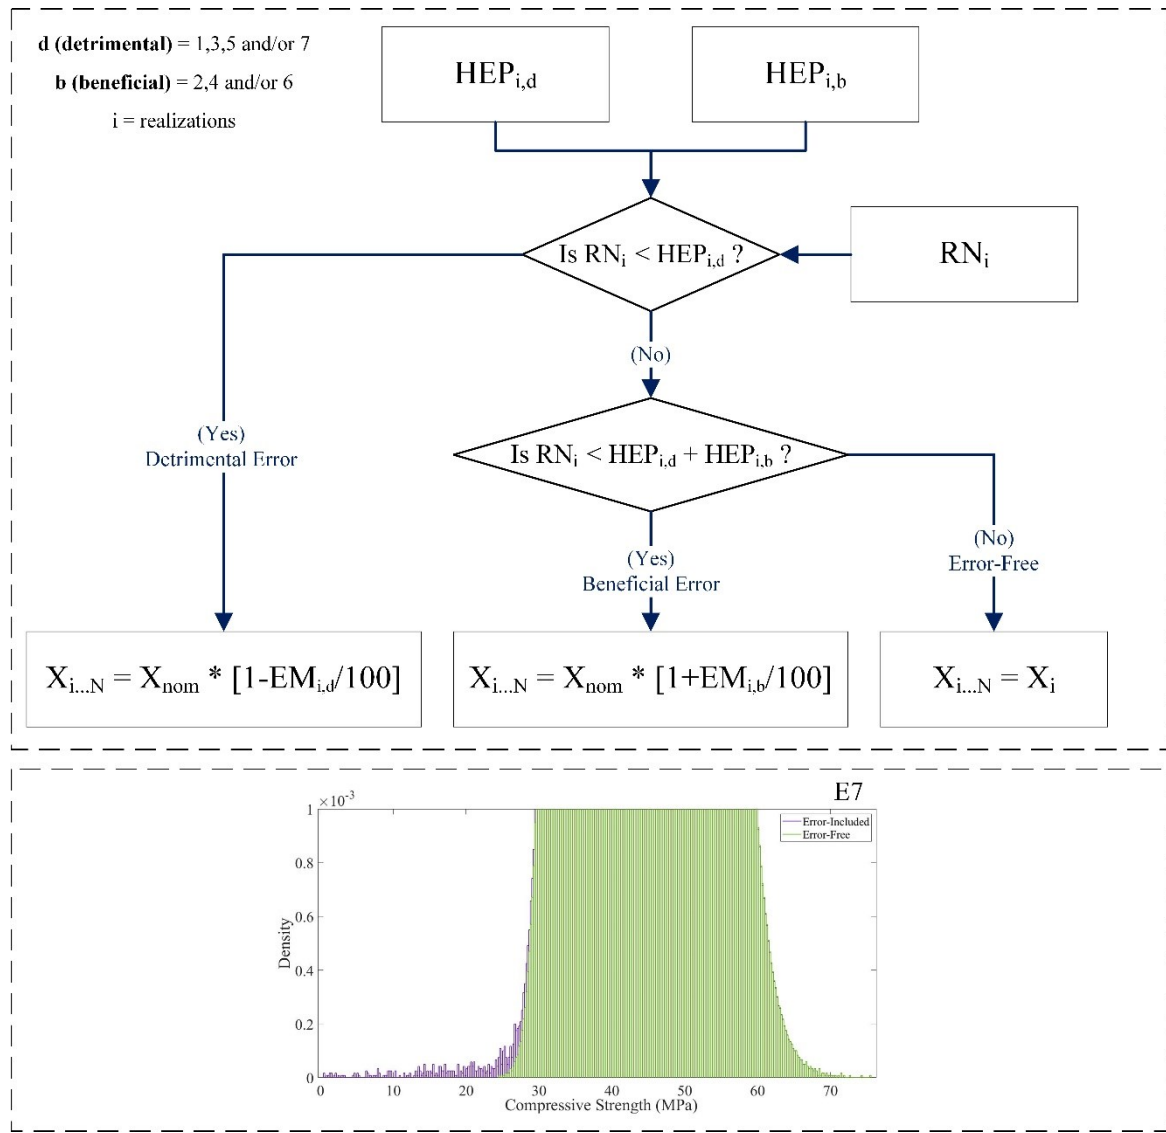 d (detrimental) = 1,3,5 and/or 7
b (beneficial) = 2,4 and/or 6
i = realizations
HEPi,d
HEPi,b
Is RNi < HEPi,d ?
RNi
(No)
(Yes)
Detrimental Error
Is RNi < HEPi,d + HEPi,b ?
(Yes)
Beneficial Error
(No)
Error-Free
Xi...N = Xnom * [1-EMi,d/100]
Xi...N = Xnom * [1+EMi,b/100]
Xi...N = Xi
E7
×10-3
Error-Included
Error-Free
1
0.8
0.6
0.4
0.2
0
Density
0 10 20 30 40 50 60 70
Compressive Strength (MPa)